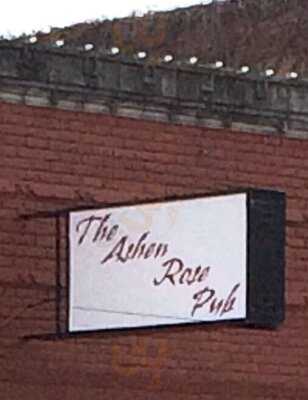 The
Ashen
Rose
Pub